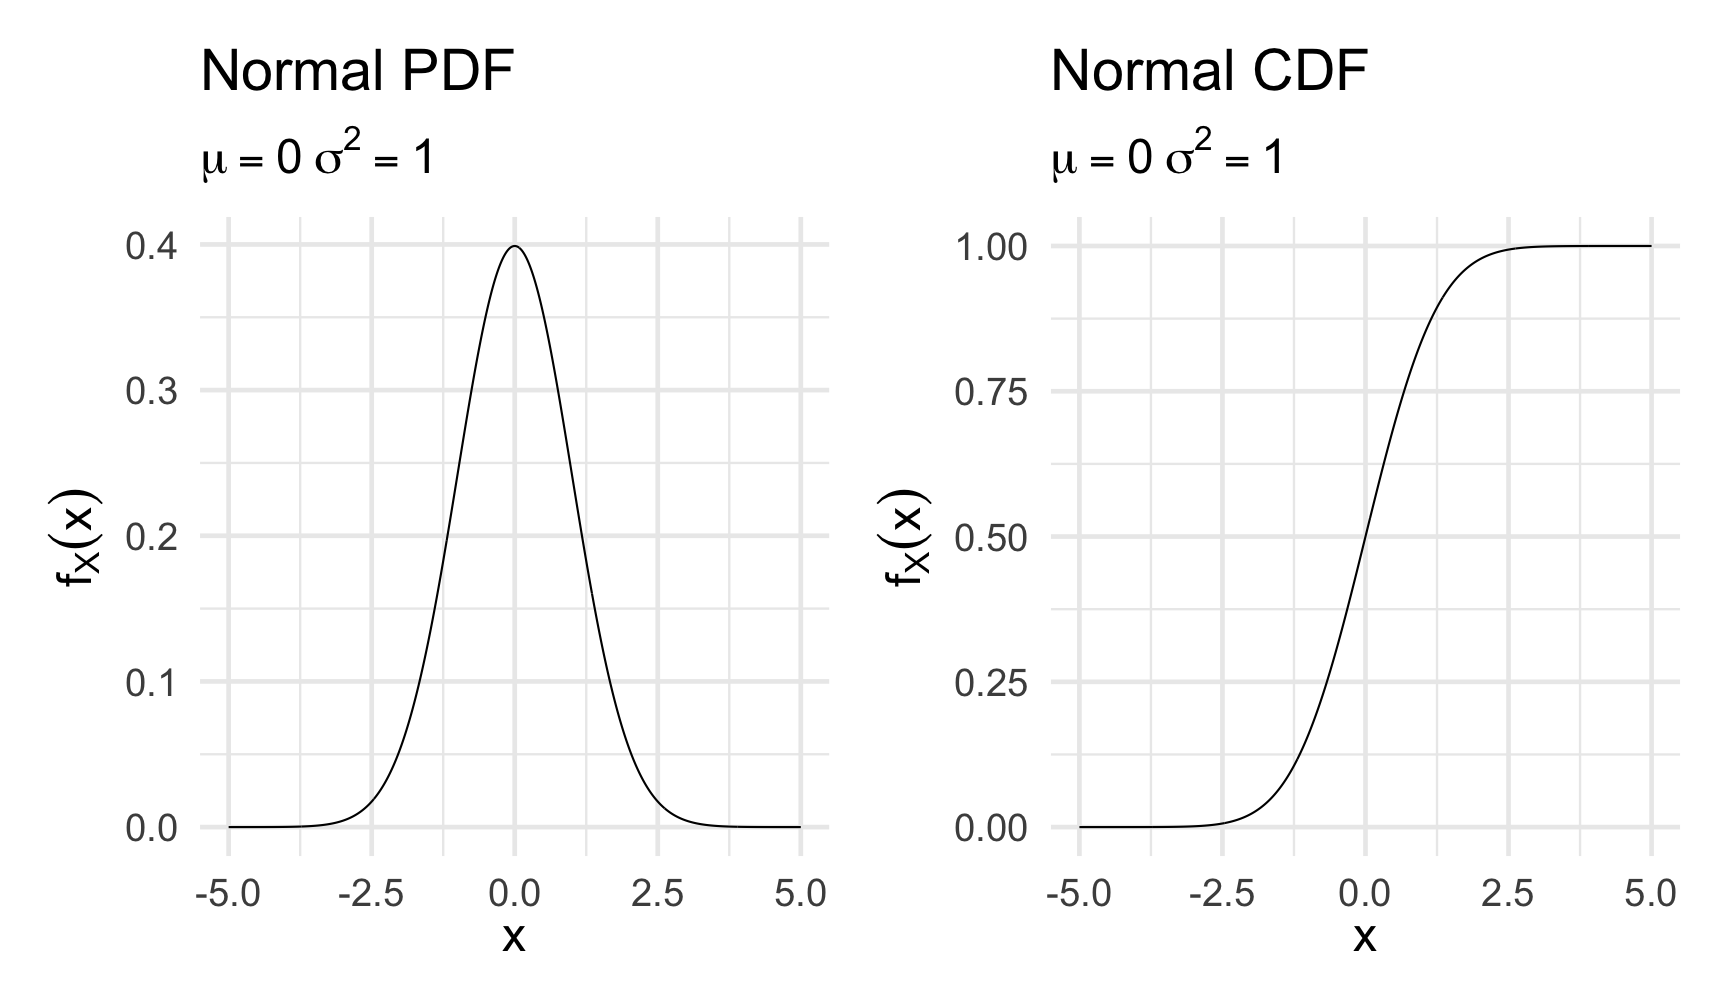 Normal PDF
μ = 0 σ² = 1
0.4
0.3
0.2
0.1
0.0
fX(x)
-5.0 -2.5 0.0 2.5 5.0
x
Normal CDF
μ = 0 σ² = 1
1.00
0.75
0.50
0.25
0.00
fX(x)
-5.0 -2.5 0.0 2.5 5.0
x